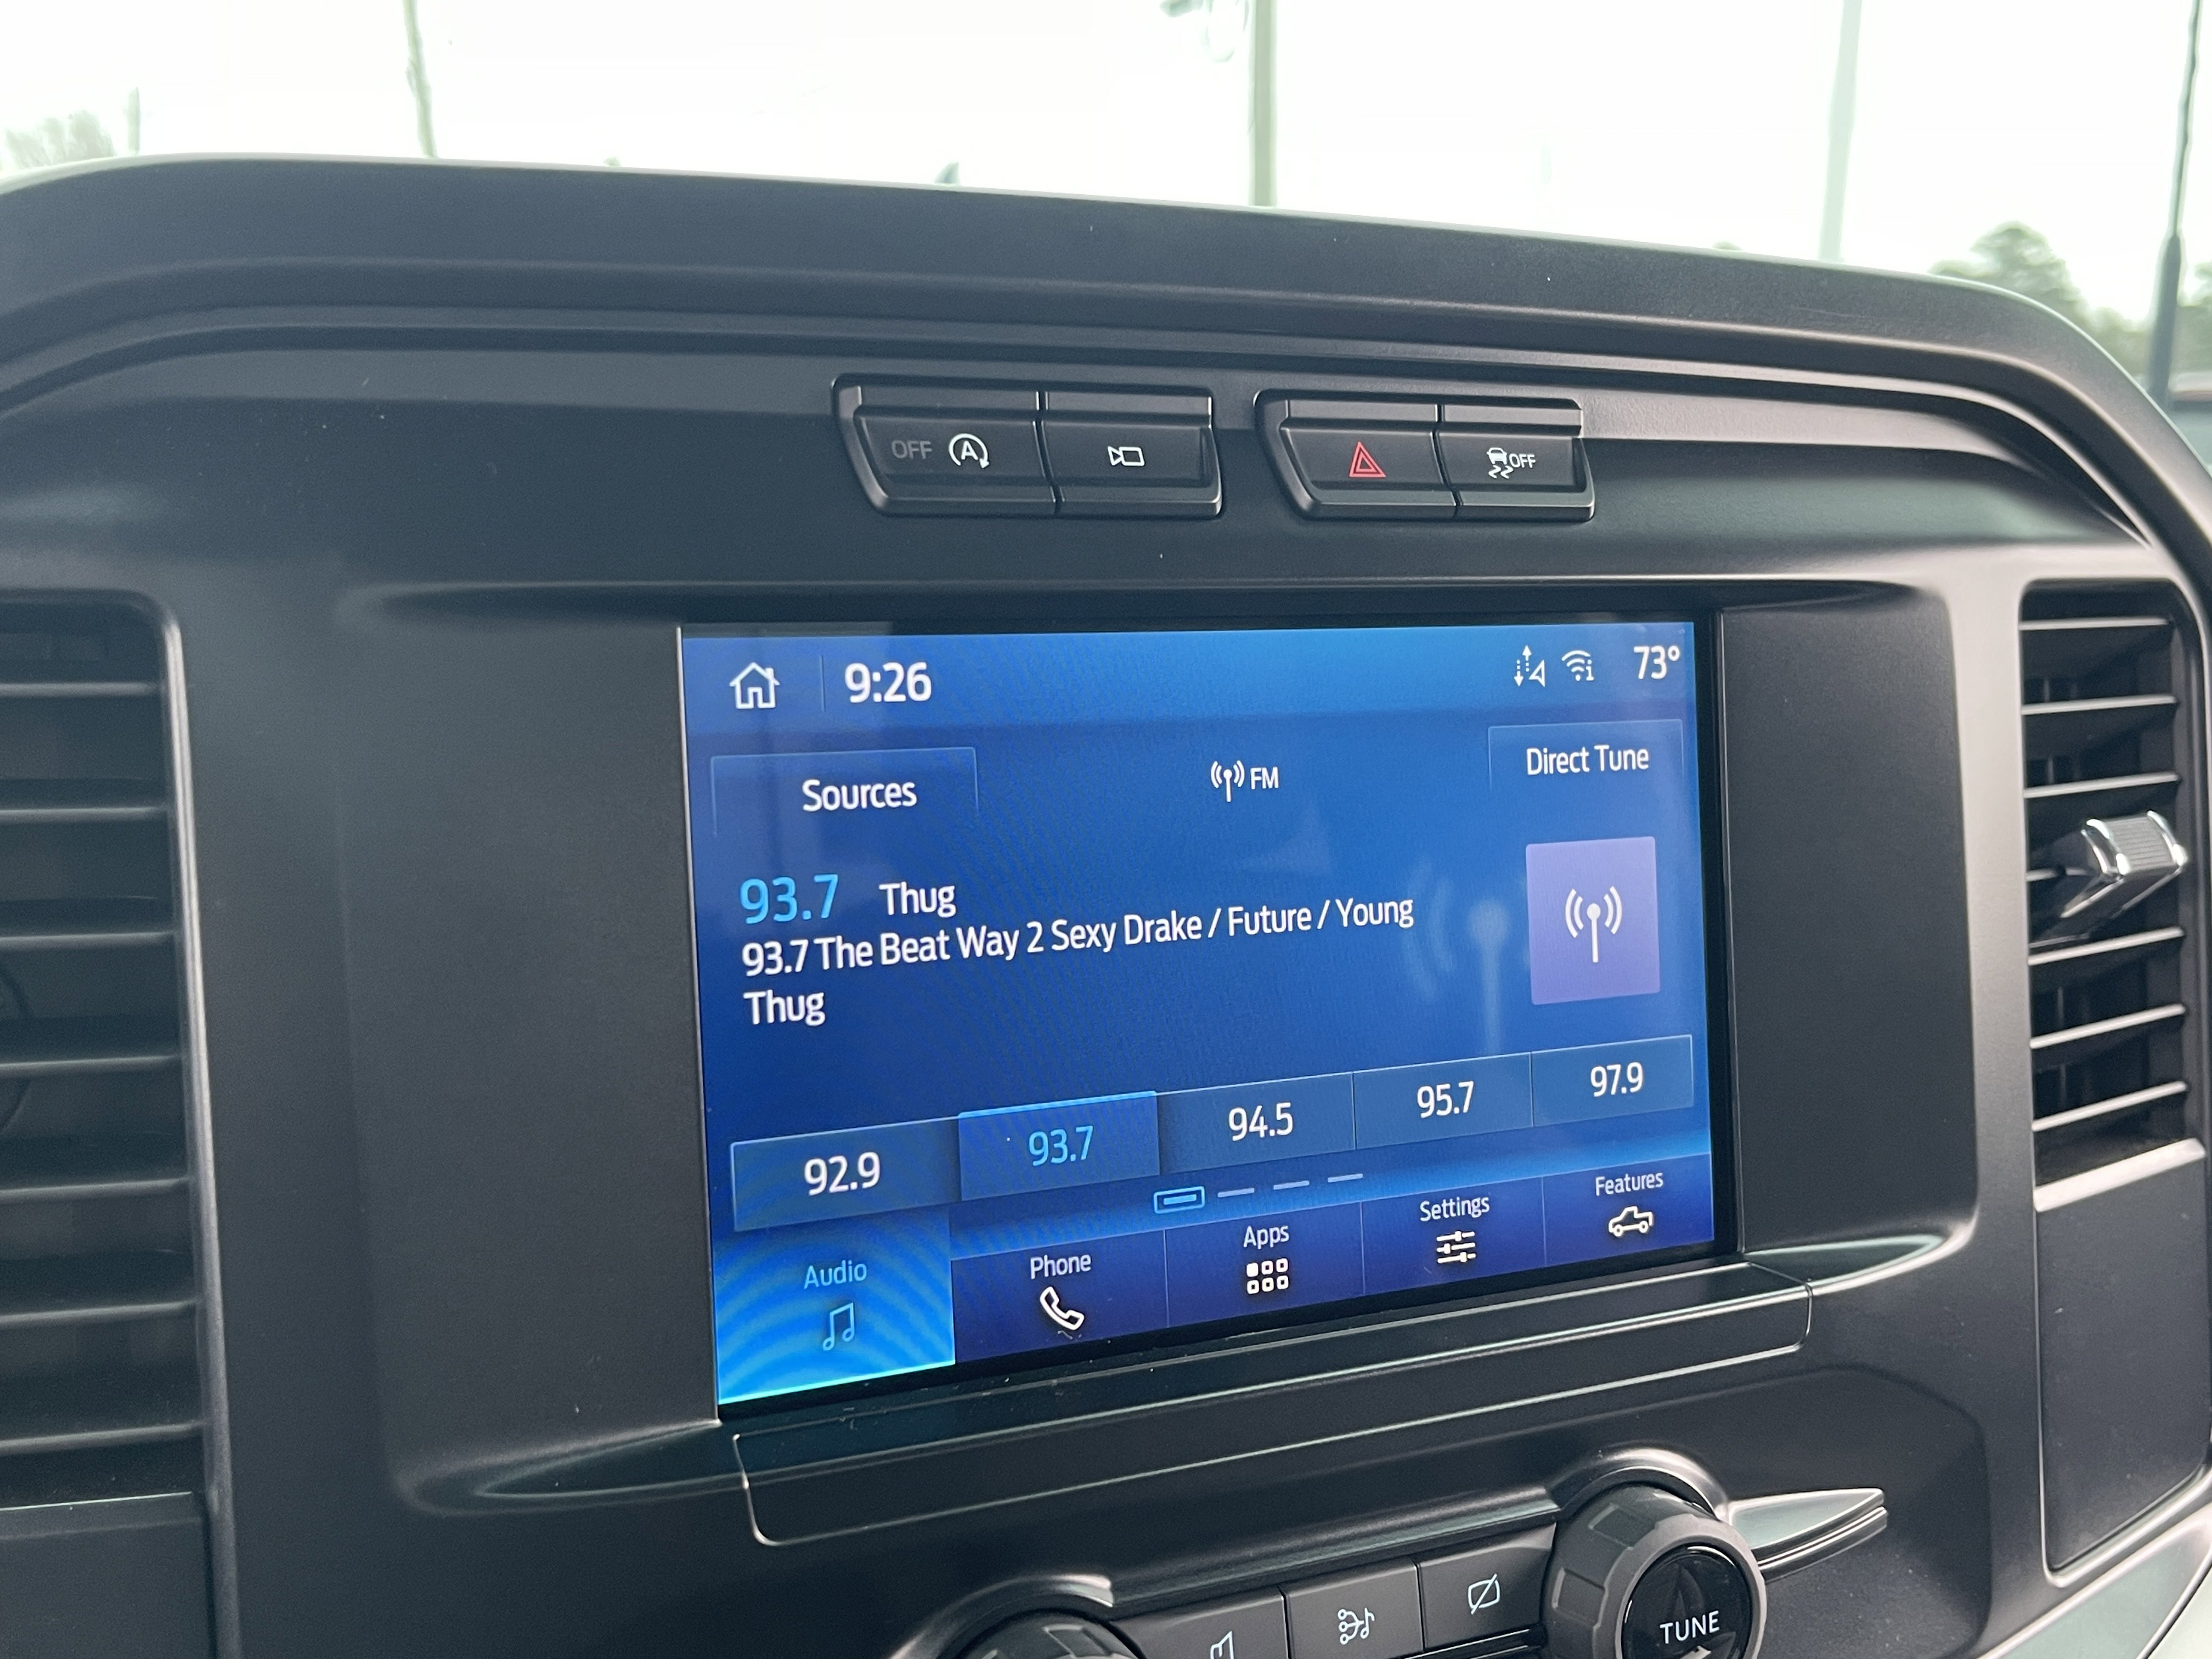 OFF A
OFF
9:26
73°
Sources
FM
Direct Tune
93.7 Thug
93.7 The Beat Way 2 Sexy Drake / Future / Young
Thug
92.9 93.7 94.5 95.7 97.9
Audio Phone Apps Settings Features
TUNE